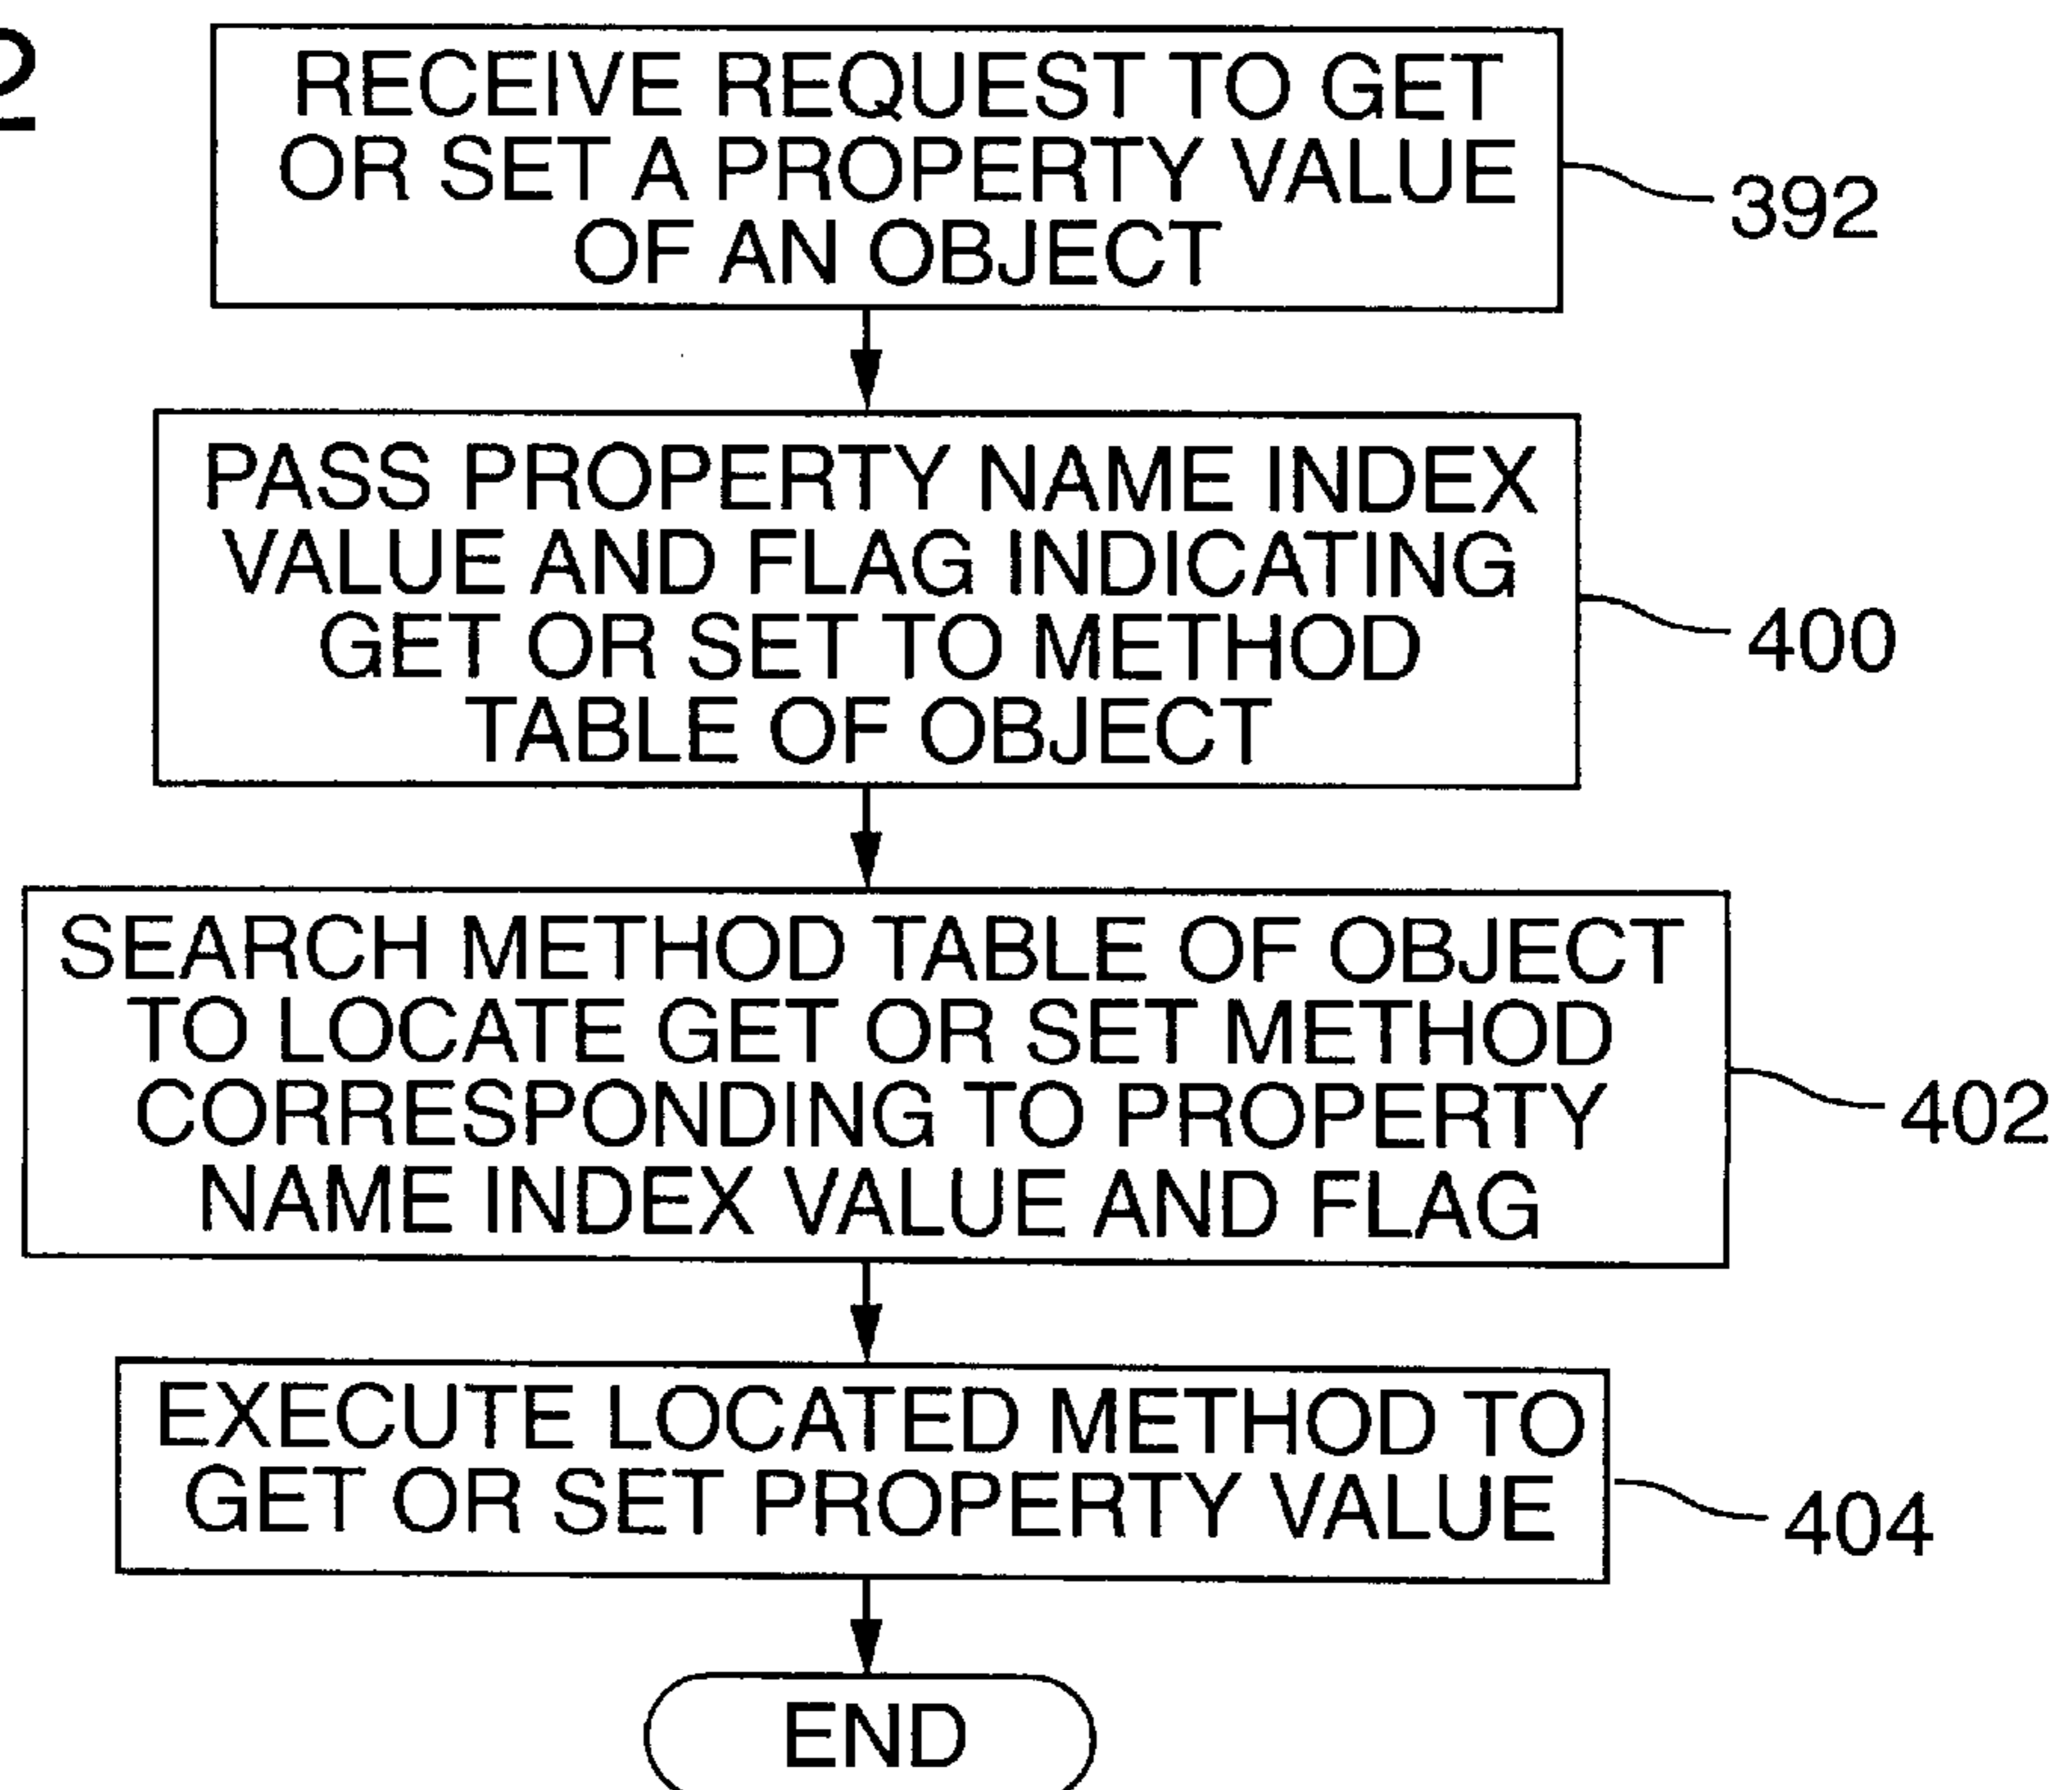 2
RECEIVE REQUEST TO GET
OR SET A PROPERTY VALUE
OF AN OBJECT
392
PASS PROPERTY NAME INDEX
VALUE AND FLAG INDICATING
GET OR SET TO METHOD
TABLE OF OBJECT
400
SEARCH METHOD TABLE OF OBJECT
TO LOCATE GET OR SET METHOD
CORRESPONDING TO PROPERTY
NAME INDEX VALUE AND FLAG
402
EXECUTE LOCATED METHOD TO
GET OR SET PROPERTY VALUE
404
END